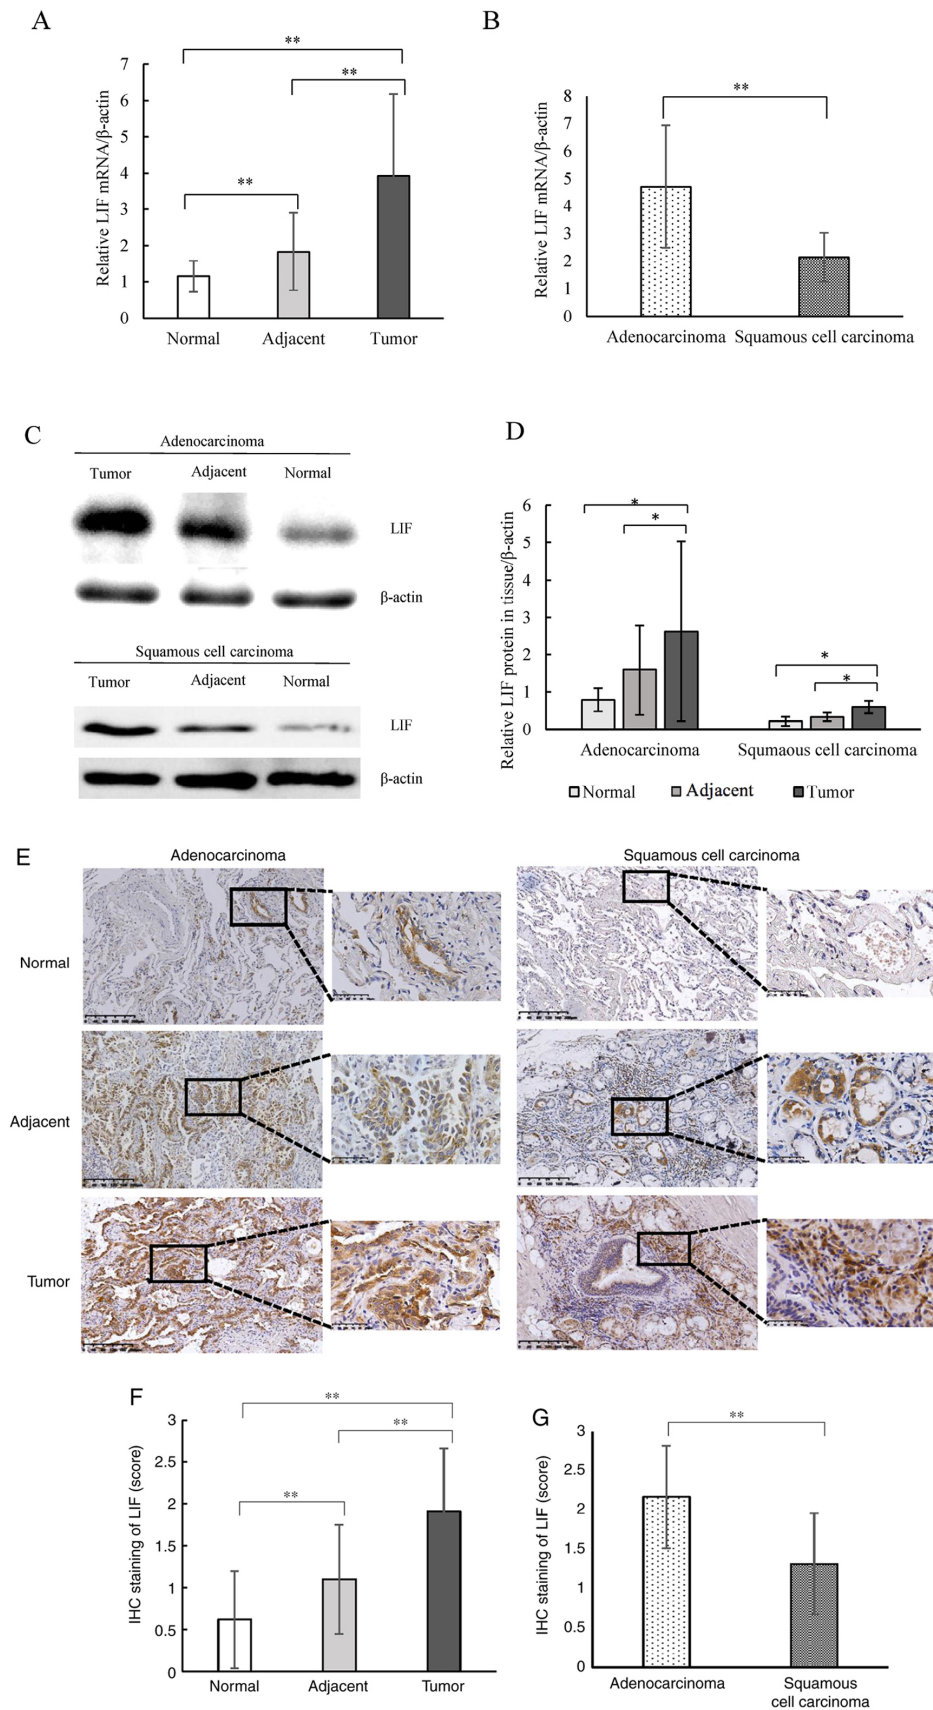 A
**
**
**
Relative LIF mRNA/β-actin
7
6
5
4
3
2
1
0
Normal Adjacent Tumor
B
**
Relative LIF mRNA/β-actin
8
7
6
5
4
3
2
1
0
Adenocarcinoma Squamous cell carcinoma
C
Adenocarcinoma
Tumor Adjacent Normal
LIF
β-actin
Squamous cell carcinoma
Tumor Adjacent Normal
LIF
β-actin
D
*
*
*
*
Relative LIF protein in tissue/β-actin
6
5
4
3
2
1
0
Adenocarcinoma Squmaous cell carcinoma
Normal Adjacent Tumor
E
Adenocarcinoma Squamous cell carcinoma
Normal
Adjacent
Tumor
F
**
**
**
IHC staining of LIF (score)
3
2.5
2
1.5
1
0.5
0
Normal Adjacent Tumor
G
**
IHC staining of LIF (score)
3
2.5
2
1.5
1
0.5
0
Adenocarcinoma Squamous
cell carcinoma